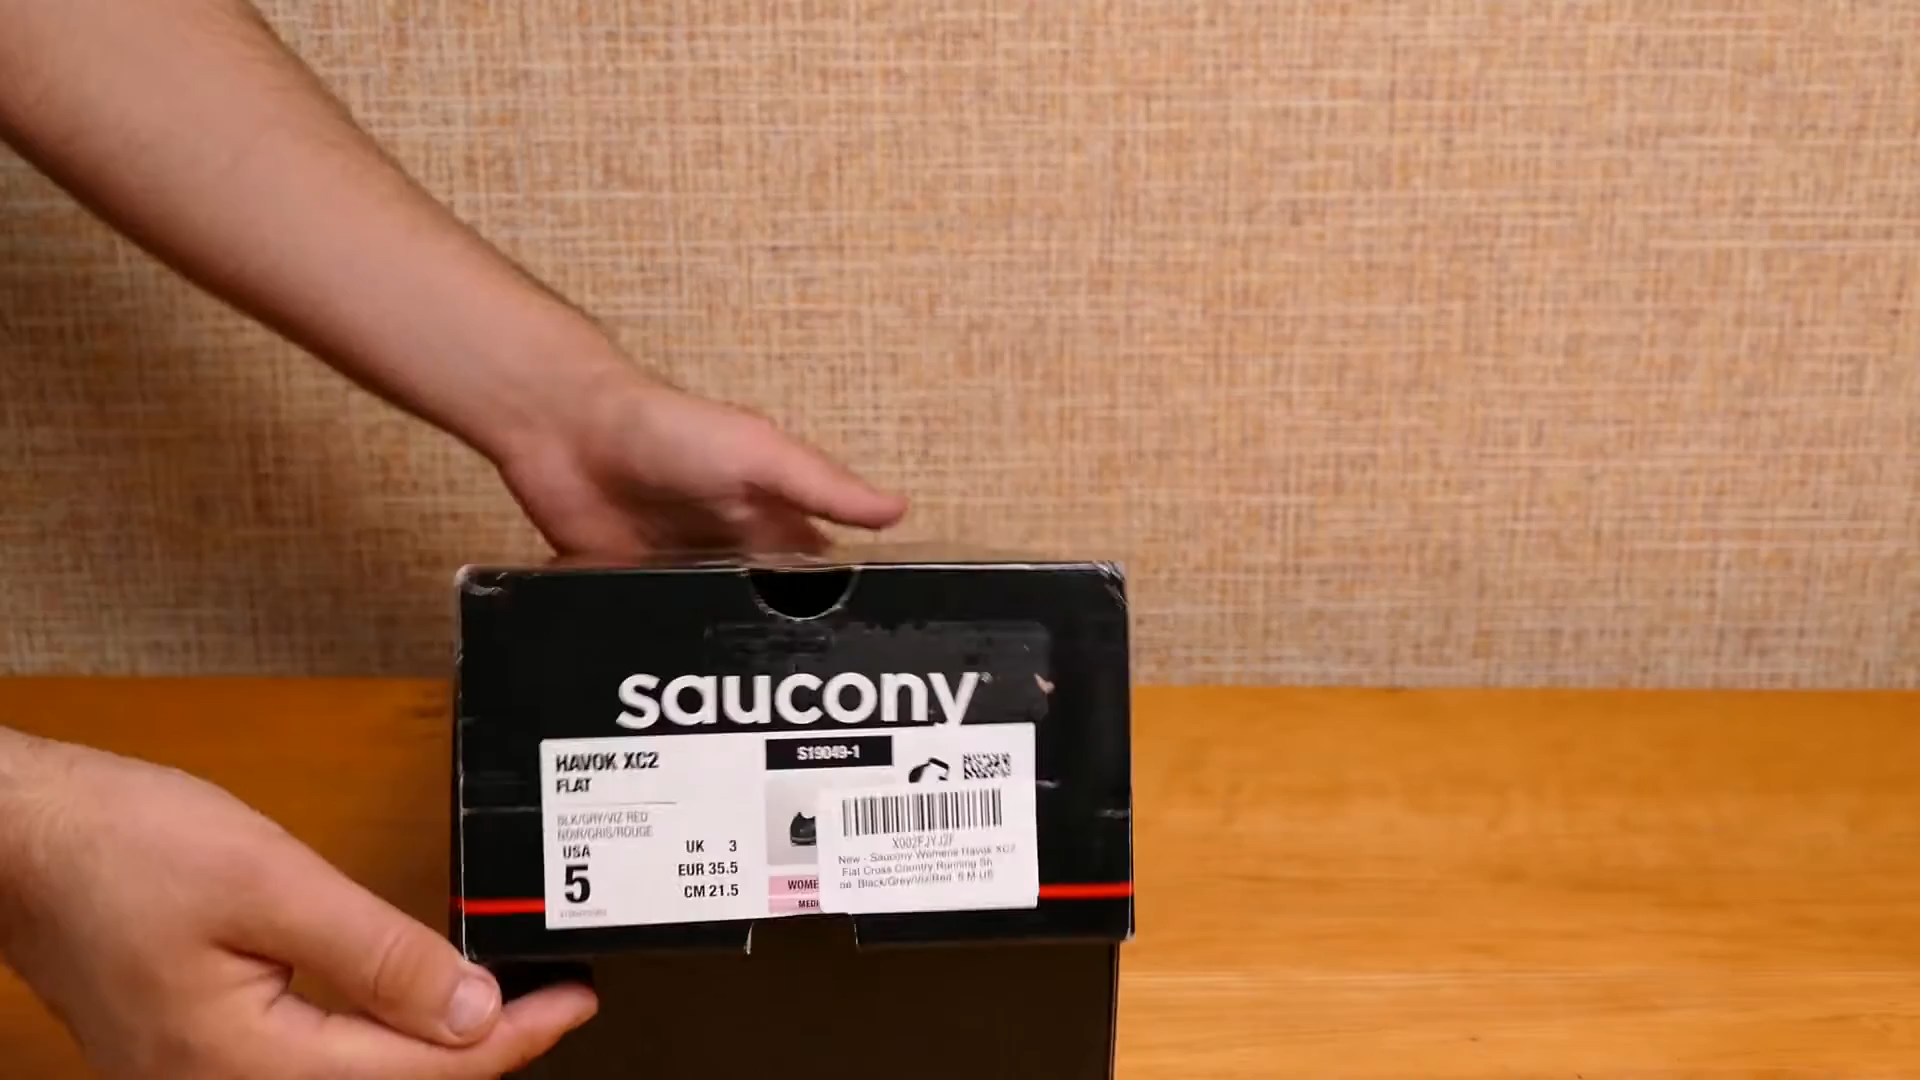 saucony
HAVOK XC2
FLAT
S19049-1
BLK/GRY/VIZ RED
NOIR/GRIS/ROUGE
USA
5
UK 3
EUR 35.5
CM 21.5
WOME
MEDI
X002FJYJ2F
New - Saucony Womens Havok XC2
Flat Cross Country Running Sh
oe, Black/Grey/Viz/Red, 5 M US